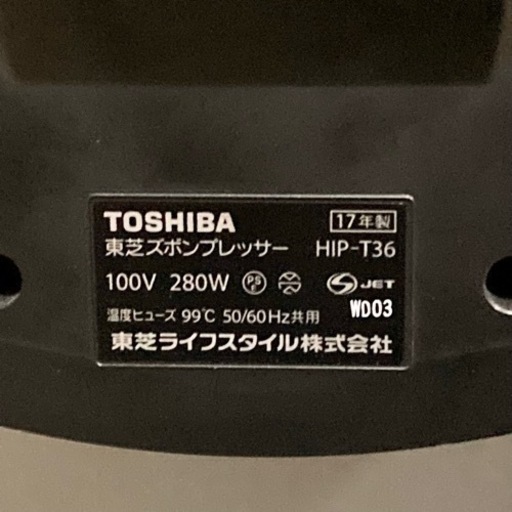 TOSHIBA 17年製
東芝ズボンプレッサー HIP-T36
100V 280W PS E S JET
温度ヒューズ 99℃ 50/60Hz共用 WD03
東芝ライフスタイル株式会社